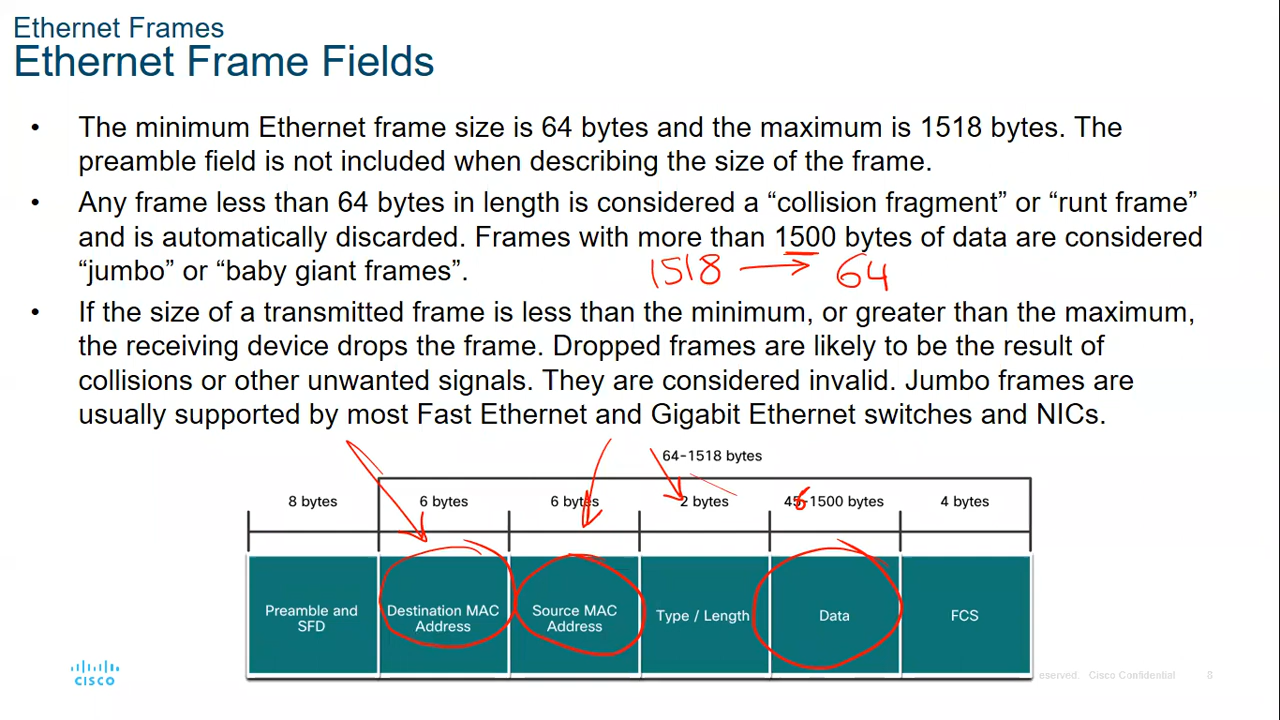 Ethernet Frames
Ethernet Frame Fields
• The minimum Ethernet frame size is 64 bytes and the maximum is 1518 bytes. The
preamble field is not included when describing the size of the frame.
• Any frame less than 64 bytes in length is considered a “collision fragment” or “runt frame”
and is automatically discarded. Frames with more than 1500 bytes of data are considered
“jumbo” or “baby giant frames”.
1518 → 64
• If the size of a transmitted frame is less than the minimum, or greater than the maximum,
the receiving device drops the frame. Dropped frames are likely to be the result of
collisions or other unwanted signals. They are considered invalid. Jumbo frames are
usually supported by most Fast Ethernet and Gigabit Ethernet switches and NICs.
64-1518 bytes
8 bytes 6 bytes 6 bytes 2 bytes 46-1500 bytes 4 bytes
Preamble and SFD Destination MAC Address Source MAC Address Type / Length Data FCS
CISCO
eserved. Cisco Confidential 8